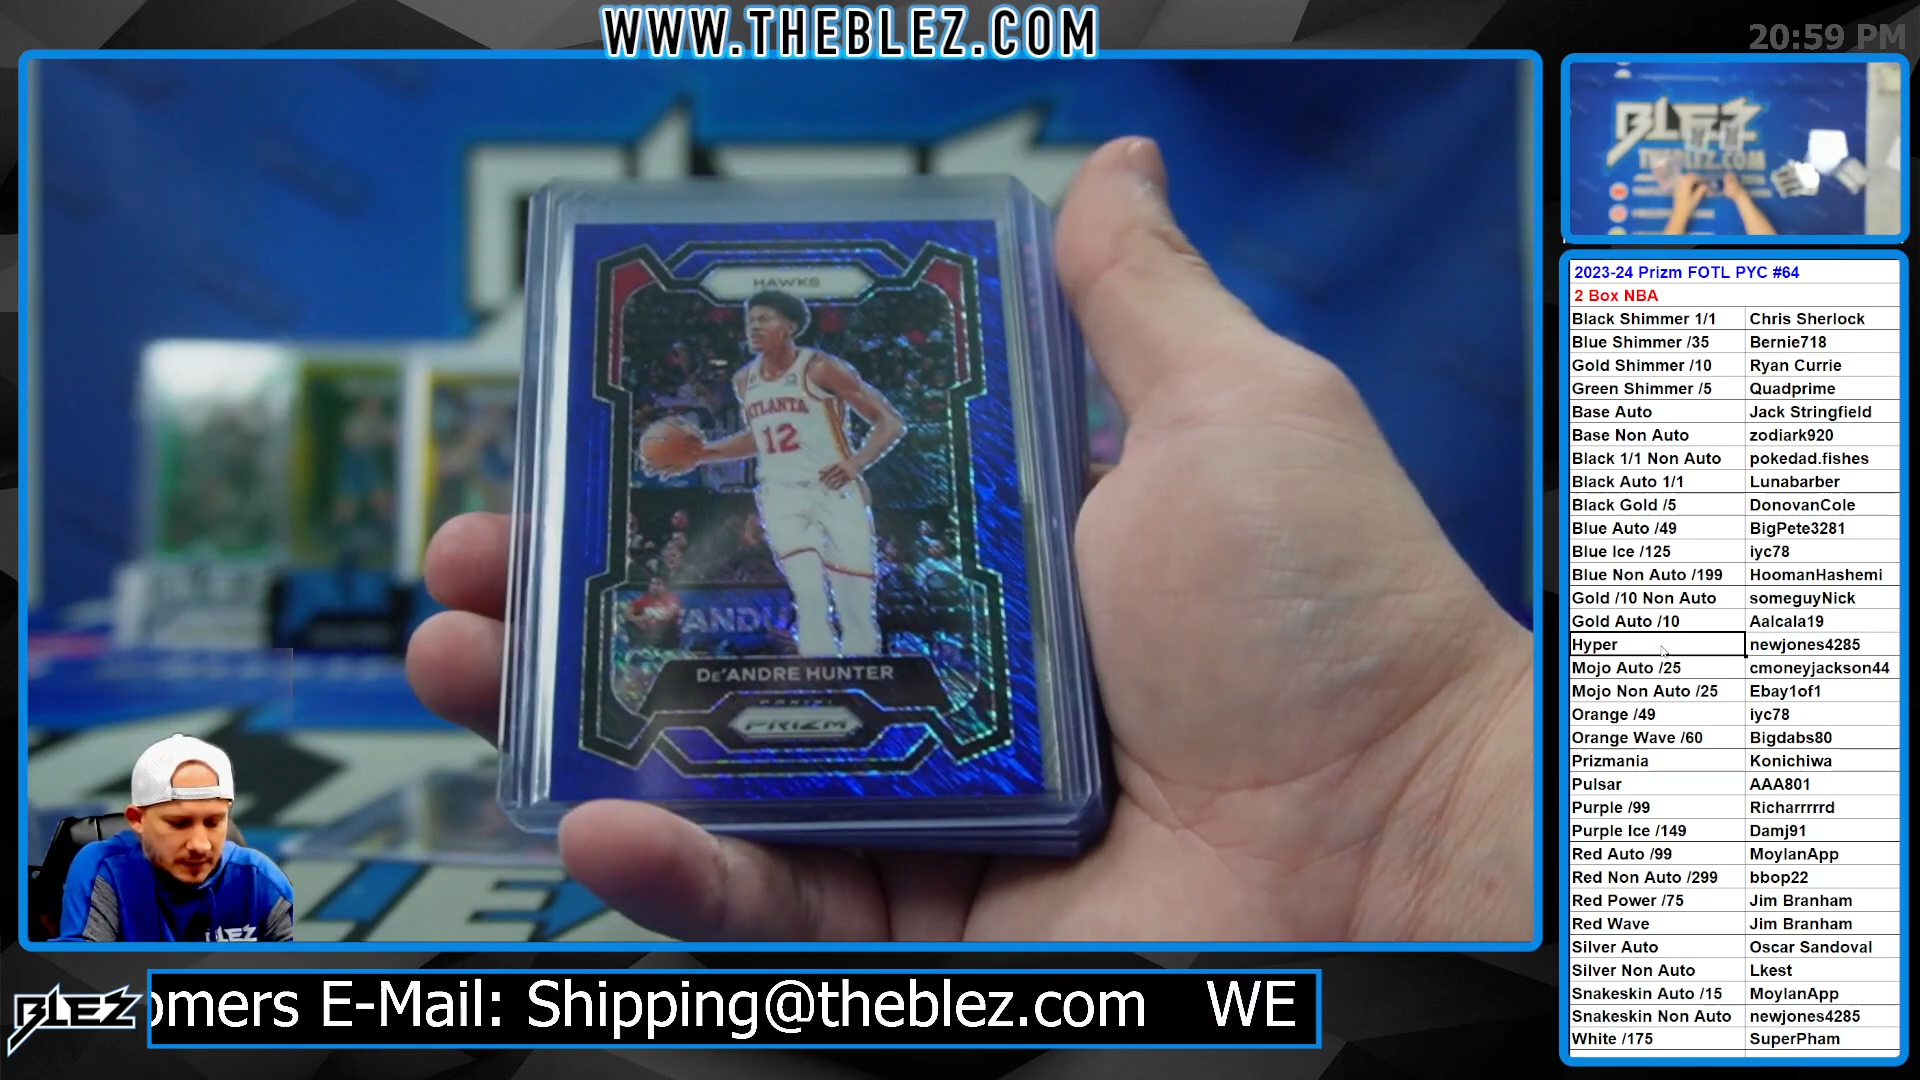 WWW.THEBLEZ.COM
20:59 PM
HAWKS
ATLANTA
12
DE'ANDRE HUNTER
PANINI
PRIZM
BLEZ
THEBLEZ.COM
2023-24 Prizm FOTL PYC #64
2 Box NBA
Black Shimmer 1/1 Chris Sherlock
Blue Shimmer /35 Bernie718
Gold Shimmer /10 Ryan Currie
Green Shimmer /5 Quadprime
Base Auto Jack Stringfield
Base Non Auto zodiark920
Black 1/1 Non Auto pokedad.fishes
Black Auto 1/1 Lunabarber
Black Gold /5 DonovanCole
Blue Auto /49 BigPete3281
Blue Ice /125 iyc78
Blue Non Auto /199 HoomanHashemi
Gold /10 Non Auto someguyNick
Gold Auto /10 Aalcala19
Hyper newjones4285
Mojo Auto /25 cmoneyjackson44
Mojo Non Auto /25 Ebay1of1
Orange /49 iyc78
Orange Wave /60 Bigdabs80
Prizmania Konichiwa
Pulsar AAA801
Purple /99 Richarrrrrd
Purple Ice /149 Damj91
Red Auto /99 MoylanApp
Red Non Auto /299 bbop22
Red Power /75 Jim Branham
Red Wave Jim Branham
Silver Auto Oscar Sandoval
Silver Non Auto Lkest
Snakeskin Auto /15 MoylanApp
Snakeskin Non Auto newjones4285
White /175 SuperPham
BLEZ
BLEZ
omers E-Mail: Shipping@theblez.com WE